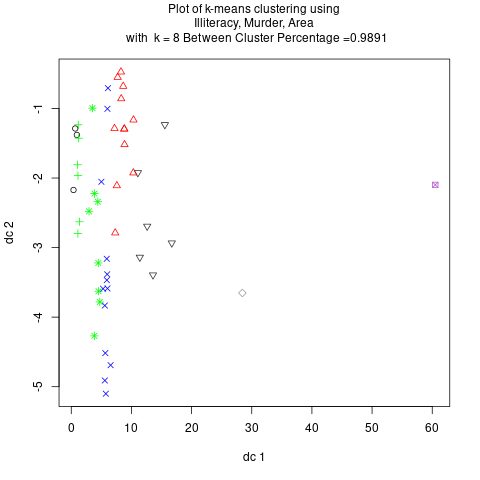 Plot of k-means clustering using
Illiteracy, Murder, Area
with k = 8 Between Cluster Percentage =0.9891
dc 2
-1
-2
-3
-4
-5
0 10 20 30 40 50 60
dc 1